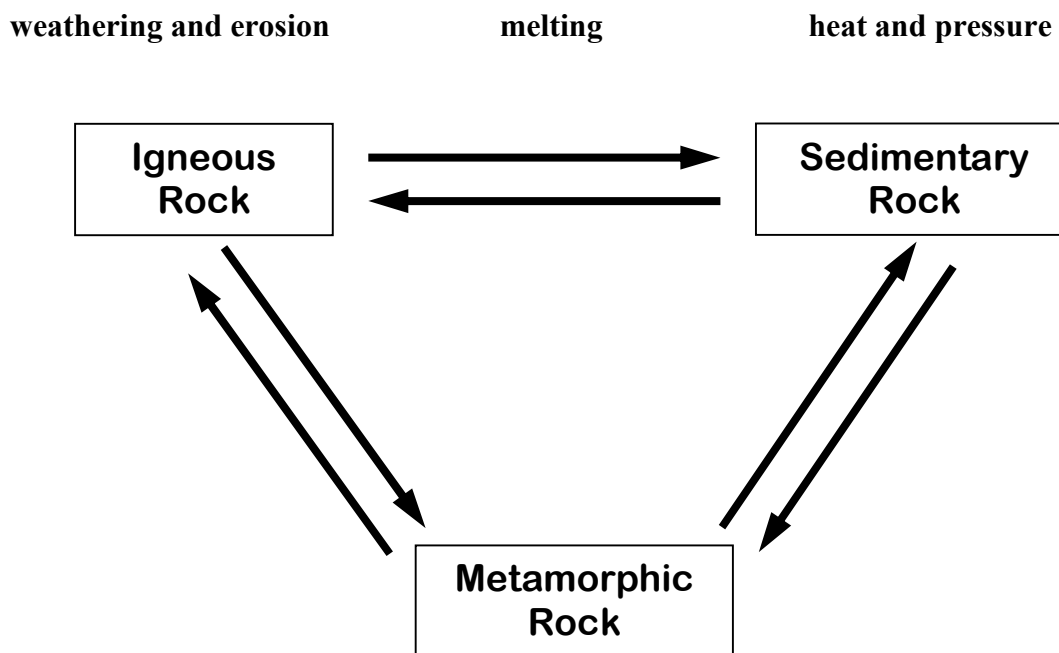 weathering and erosion melting heat and pressure
Igneous
Rock
Sedimentary
Rock
Metamorphic
Rock